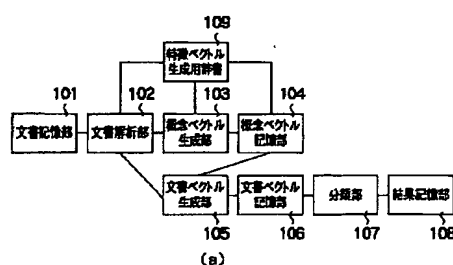 109
特徴ベクトル
生成用辞書
101
102
103
104
文書記憶部
文書解析部
概念ベクトル
生成部
概念ベクトル
記憶部
文書ベクトル
生成部
文書ベクトル
記憶部
分類部
結果記憶部
105
106
107
108
(a)